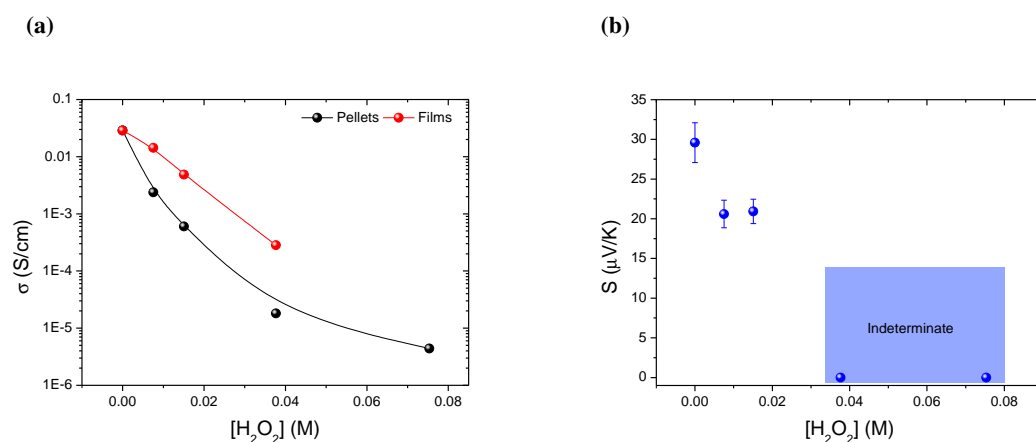 (a)
(b)
0.1
0.01
1E-3
1E-4
1E-5
1E-6
σ (S/cm)
Pellets
Films
0.00
0.02
0.04
0.06
0.08
[H₂O₂] (M)
35
30
25
20
15
10
5
0
S (μV/K)
Indeterminate
0.00
0.02
0.04
0.06
0.08
[H₂O₂] (M)